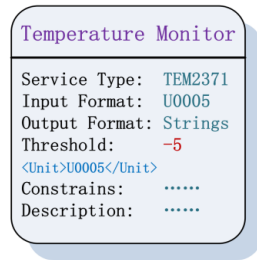 Temperature Monitor
Service Type: TEM2371
Input Format: U0005
Output Format: Strings
Threshold: -5
<Unit>U0005</Unit>
Constrains: ······
Description: ······